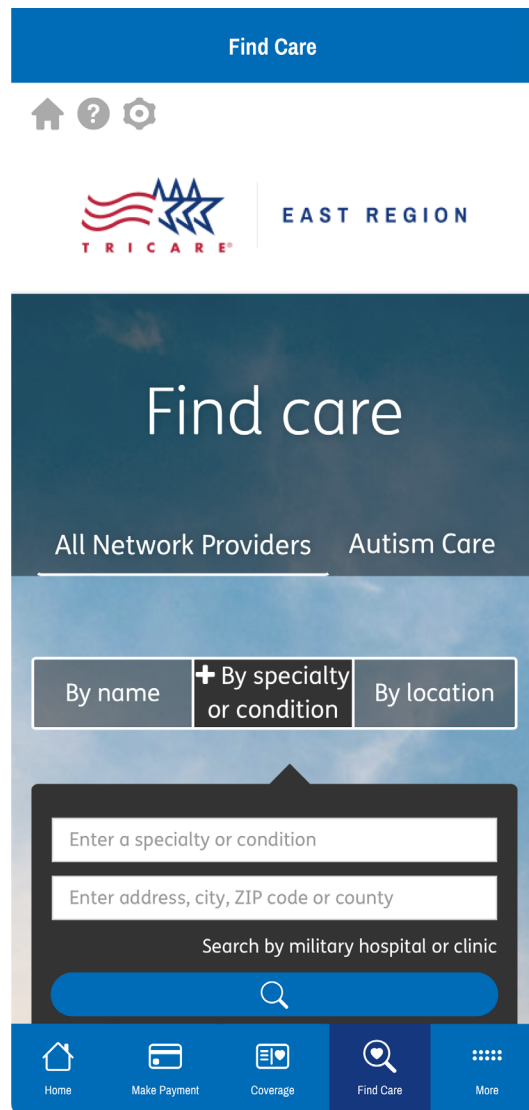 Find Care
?
TRICARE®
EAST REGION
Find care
All Network Providers
Autism Care
By name
+ By specialty
or condition
By location
Enter a specialty or condition
Enter address, city, ZIP code or county
Search by military hospital or clinic
Home
Make Payment
Coverage
Find Care
More